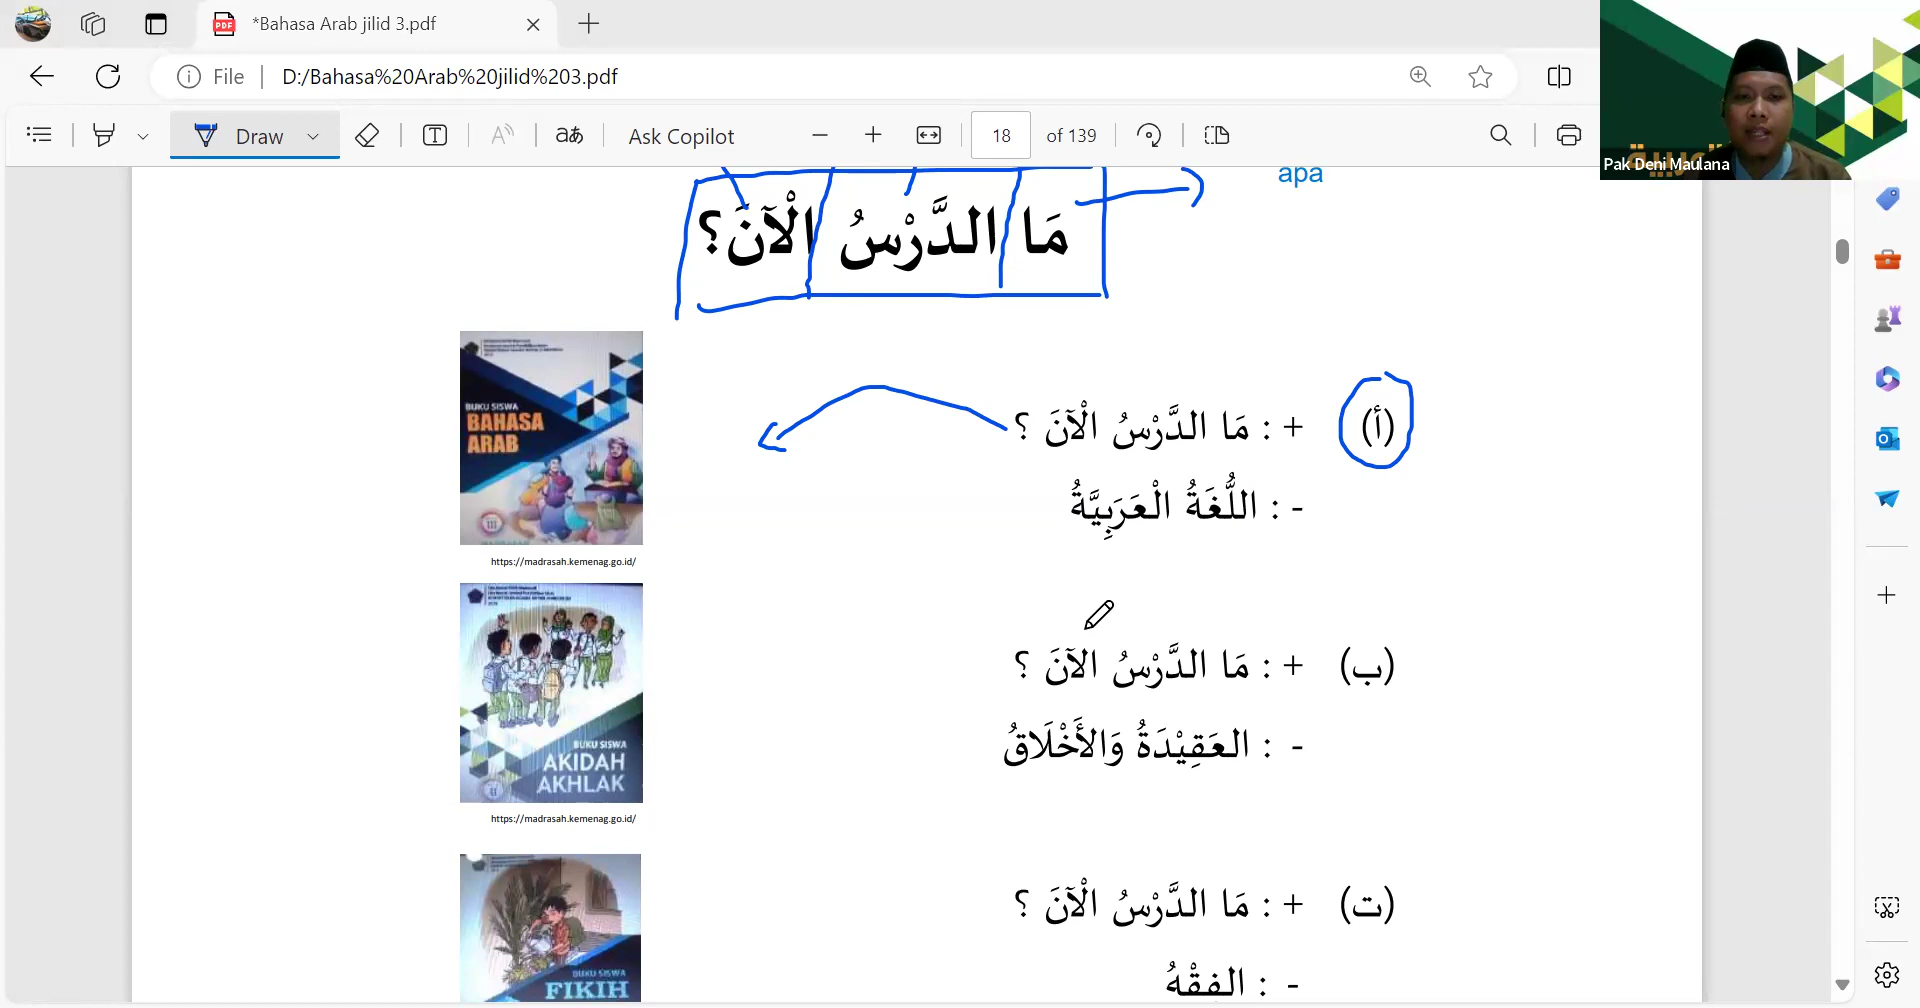 *Bahasa Arab jilid 3.pdf
File
D:/Bahasa%20Arab%20jilid%203.pdf
Draw
Ask Copilot
18
of 139
Pak Deni Maulana
apa
مَا الدَّرْسُ الْآنَ؟
(أ) + : مَا الدَّرْسُ الْآنَ ؟
- : اللُّغَةُ الْعَرَبِيَّةُ
BUKU SISWA
BAHASA
ARAB
III
https://madrasah.kemenag.go.id/
(ب) + : مَا الدَّرْسُ الآنَ ؟
- : العَقِيْدَةُ وَالأَخْلَاقُ
BUKU SISWA
AKIDAH
AKHLAK
https://madrasah.kemenag.go.id/
(ت) + : مَا الدَّرْسُ الْآنَ ؟
- : الفِقْهُ
BUKU SISWA
FIKIH